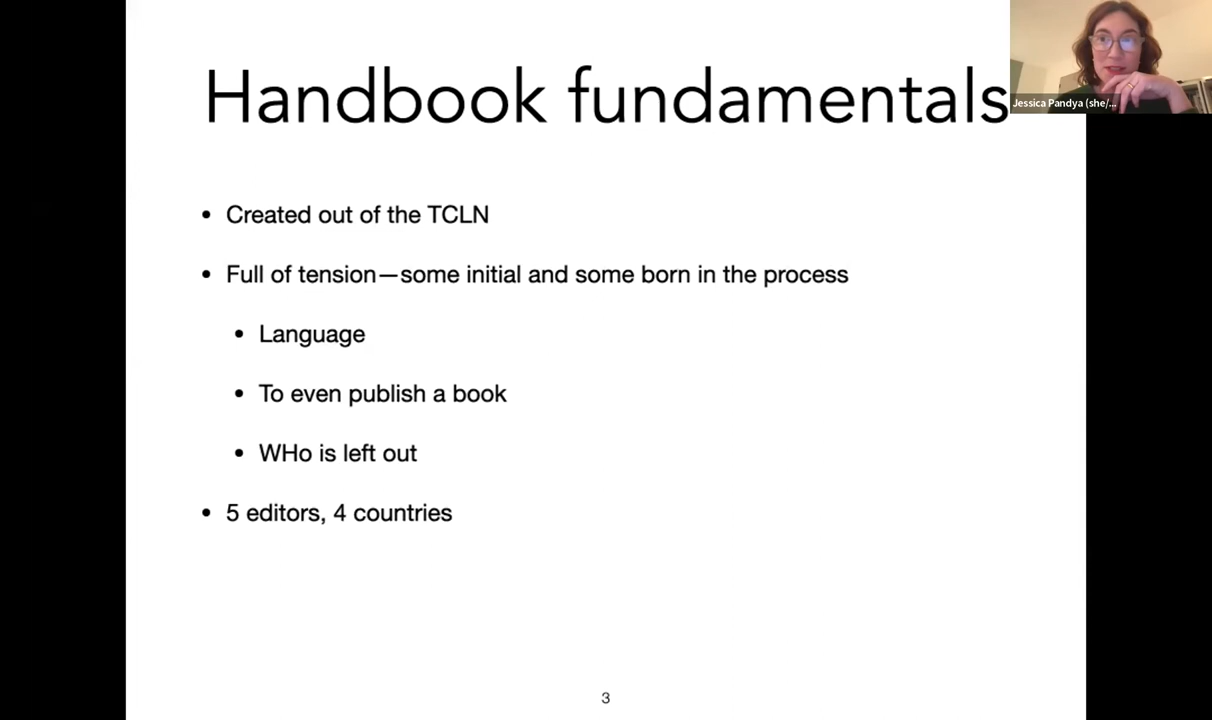 Handbook fundamentals
Jessica Pandya (she/...
• Created out of the TCLN
• Full of tension—some initial and some born in the process
• Language
• To even publish a book
• WHo is left out
• 5 editors, 4 countries
3